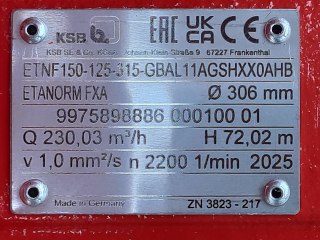 KSB
UK
CA
CE
KSB SE & Co. KGaA Johann-Klein-Straße 9 67227 Frankenthal
ETNF150-125-315-GBAL11AGSHXX0AHB
ETANORM FXA Ø 306 mm
9975898886 000100 01
Q 230,03 m³/h H 72,02 m
v 1,0 mm²/s n 2200 1/min 2025
Made in Germany ZN 3823 - 217